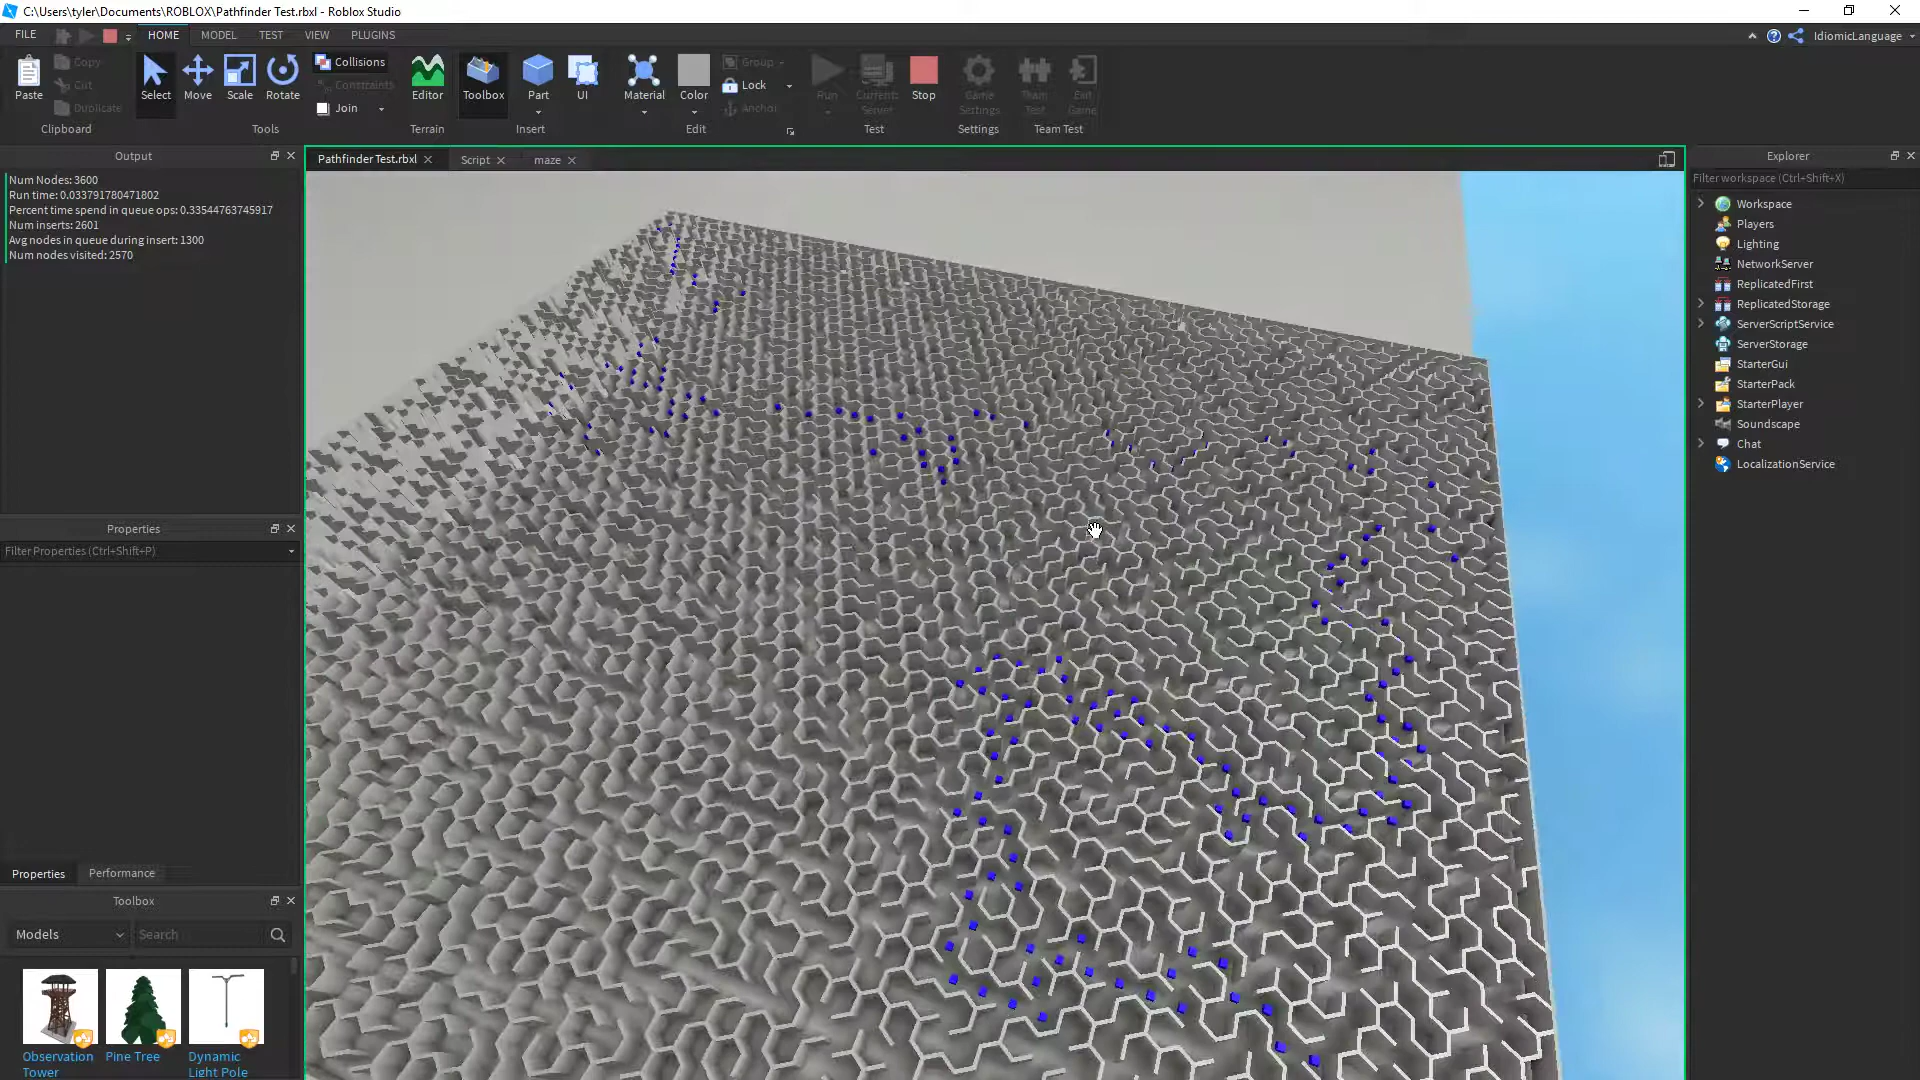 C:\Users\tyler\Documents\ROBLOX\Pathfinder Test.rbxl - Roblox Studio
FILE
HOME
MODEL
TEST
VIEW
PLUGINS
IdiomicLanguage
Paste
Copy
Cut
Duplicate
Clipboard
Select
Move
Scale
Rotate
Collisions
Constraints
Join
Tools
Editor
Terrain
Toolbox
Part
UI
Insert
Material
Color
Group
Lock
Anchor
Edit
Run
Current:
Server
Stop
Test
Game
Settings
Settings
Team
Test
Exit
Game
Team Test
Output
Num Nodes: 3600
Run time: 0.033791780471802
Percent time spend in queue ops: 0.33544763745917
Num inserts: 2601
Avg nodes in queue during insert: 1300
Num nodes visited: 2570
Pathfinder Test.rbxl
Script
maze
Explorer
Filter workspace (Ctrl+Shift+X)
Workspace
Players
Lighting
NetworkServer
ReplicatedFirst
ReplicatedStorage
ServerScriptService
ServerStorage
StarterGui
StarterPack
StarterPlayer
Soundscape
Chat
LocalizationService
Properties
Filter Properties (Ctrl+Shift+P)
Properties
Performance
Toolbox
Models
Search
Observation
Tower
Pine Tree
Dynamic
Light Pole